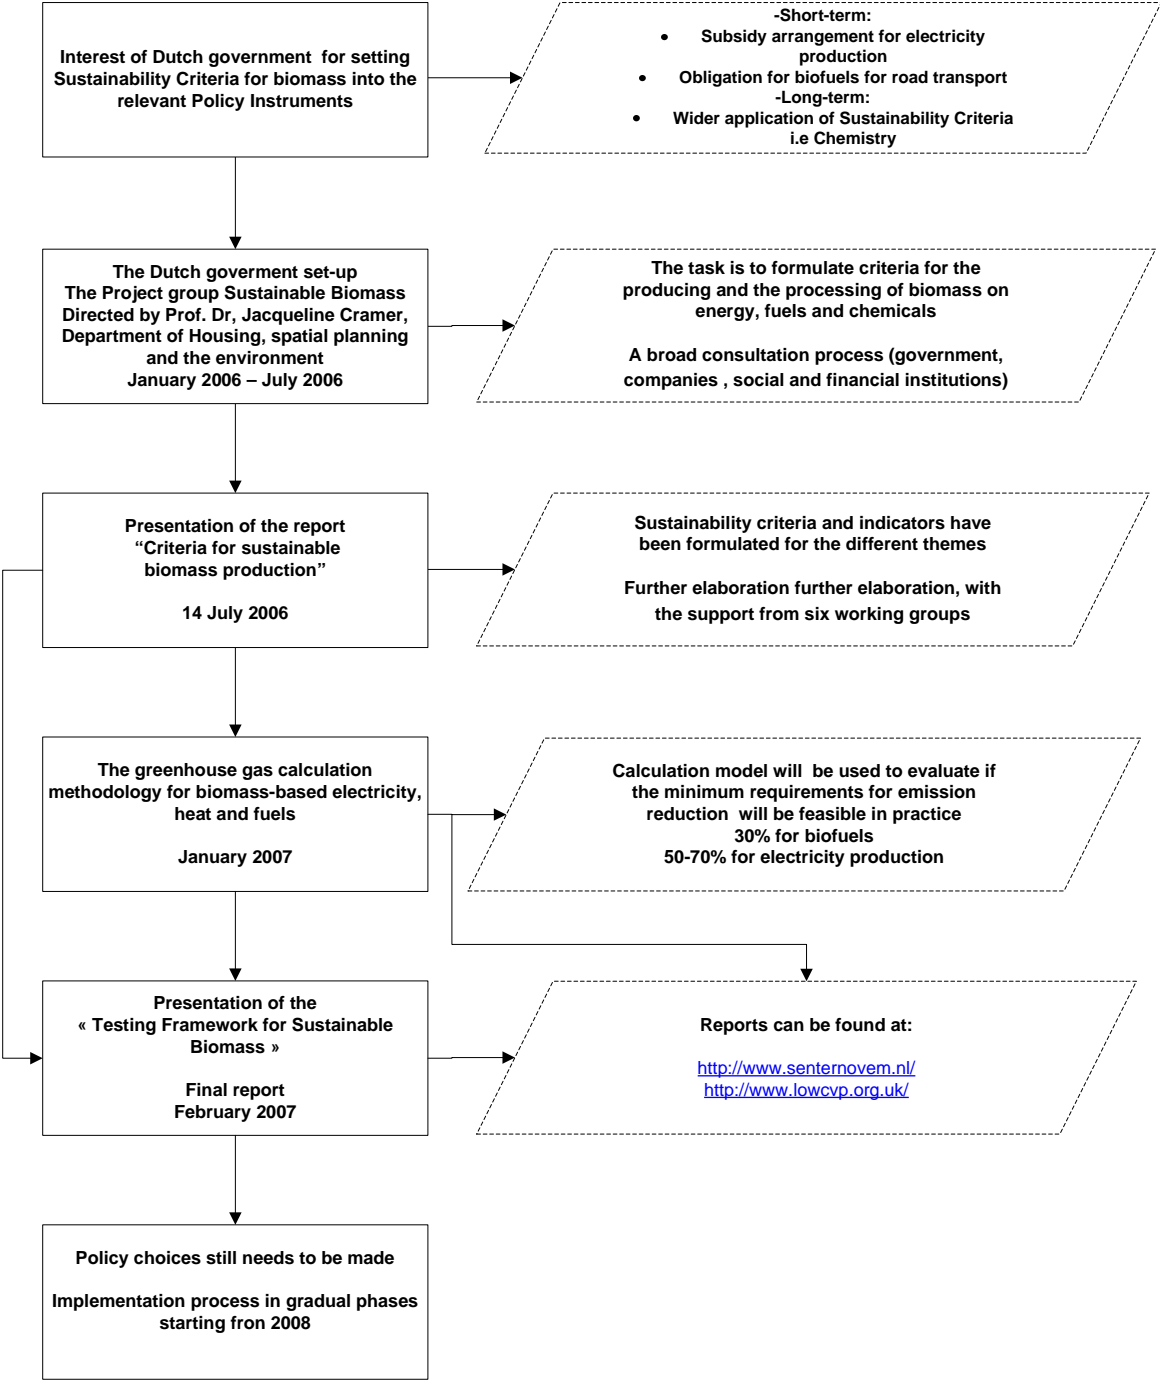 Interest of Dutch government  for setting
Sustainability Criteria for biomass into the
relevant Policy Instruments
-Short-term:
• Subsidy arrangement for electricity
production
• Obligation for biofuels for road transport
-Long-term:
• Wider application of Sustainability Criteria
i.e Chemistry
The Dutch goverment set-up
The Project group Sustainable Biomass
Directed by Prof. Dr, Jacqueline Cramer,
Department of Housing, spatial planning
and the environment
January 2006 – July 2006
The task is to formulate criteria for the
producing and the processing of biomass on
energy, fuels and chemicals
A broad consultation process (government,
companies , social and financial institutions)
Presentation of the report
“Criteria for sustainable
biomass production”
14 July 2006
Sustainability criteria and indicators have
been formulated for the different themes
Further elaboration further elaboration, with
the support from six working groups
The greenhouse gas calculation
methodology for biomass-based electricity,
heat and fuels
January 2007
Calculation model will  be used to evaluate if
the minimum requirements for emission
reduction  will be feasible in practice
30% for biofuels
50-70% for electricity production
Presentation of the
« Testing Framework for Sustainable
Biomass »
Final report
February 2007
Reports can be found at:
http://www.senternovem.nl/
http://www.lowcvp.org.uk/
Policy choices still needs to be made
Implementation process in gradual phases
starting fron 2008